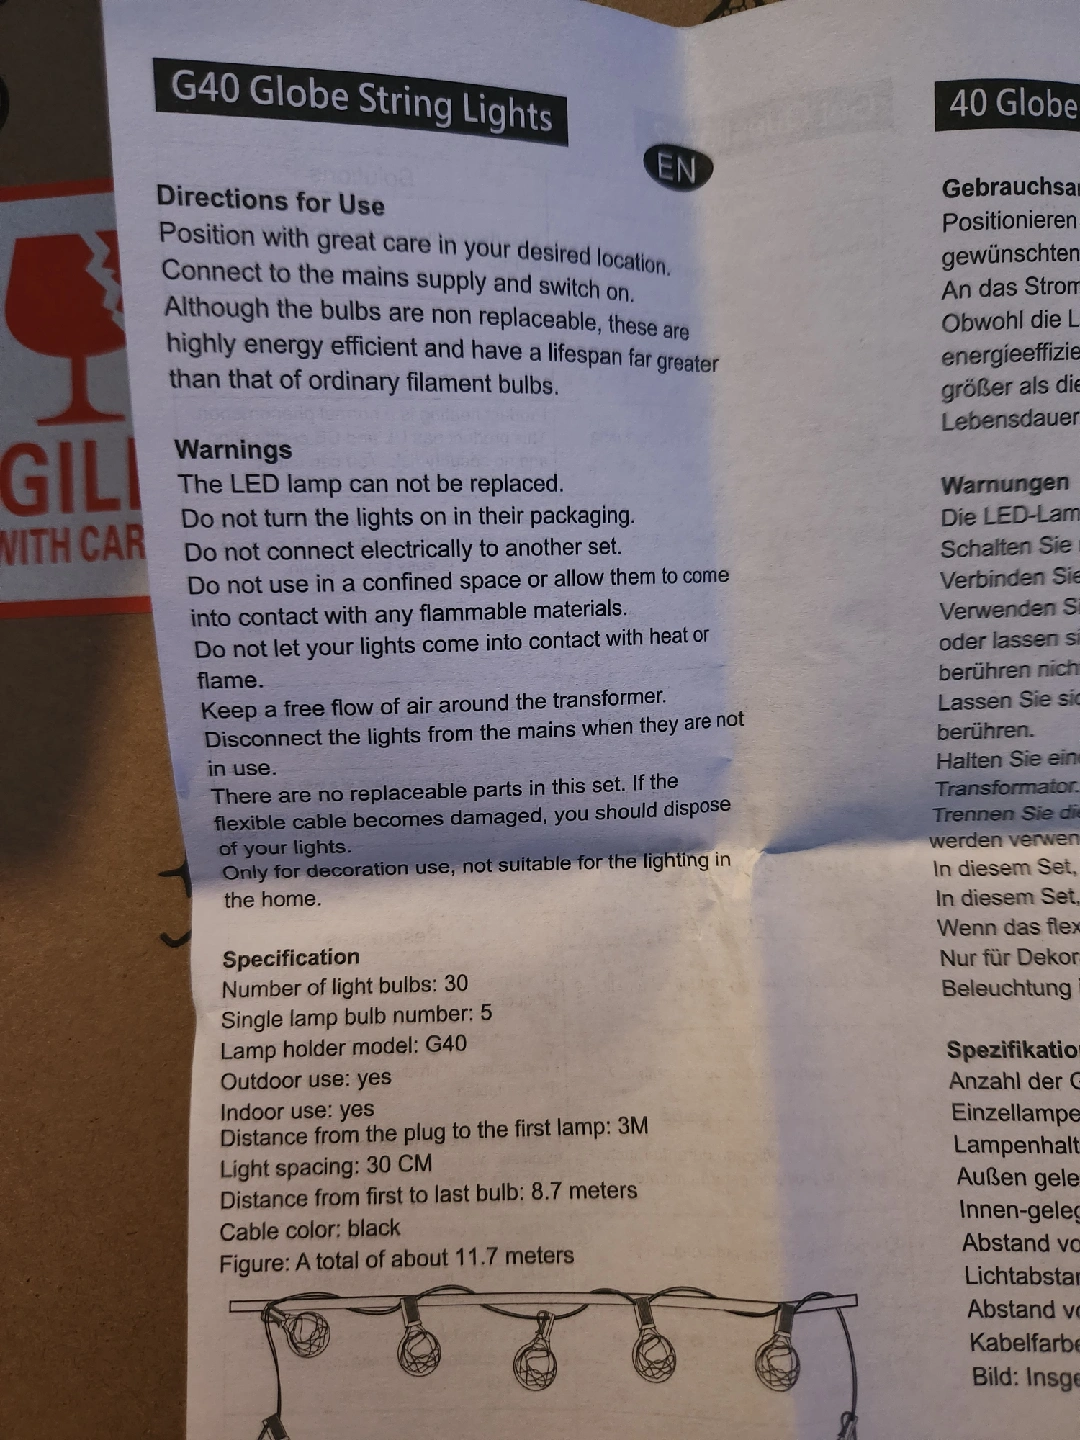 G40 Globe String Lights
EN
Directions for Use
Position with great care in your desired location.
Connect to the mains supply and switch on.
Although the bulbs are non replaceable, these are
highly energy efficient and have a lifespan far greater
than that of ordinary filament bulbs.
Warnings
The LED lamp can not be replaced.
Do not turn the lights on in their packaging.
Do not connect electrically to another set.
Do not use in a confined space or allow them to come
into contact with any flammable materials.
Do not let your lights come into contact with heat or
flame.
Keep a free flow of air around the transformer.
Disconnect the lights from the mains when they are not
in use.
There are no replaceable parts in this set. If the
flexible cable becomes damaged, you should dispose
of your lights.
Only for decoration use, not suitable for the lighting in
the home.
Specification
Number of light bulbs: 30
Single lamp bulb number: 5
Lamp holder model: G40
Outdoor use: yes
Indoor use: yes
Distance from the plug to the first lamp: 3M
Light spacing: 30 CM
Distance from first to last bulb: 8.7 meters
Cable color: black
Figure: A total of about 11.7 meters
40 Globe
Gebrauchsa
Positionieren
gewünschten
An das Strom
Obwohl die L
energieeffizie
größer als die
Lebensdauer
Warnungen
Die LED-Lam
Schalten Sie
Verbinden Sie
Verwenden Si
oder lassen si
berühren nich
Lassen Sie sic
berühren.
Halten Sie ein
Transformator.
Trennen Sie die
werden verwen
In diesem Set,
In diesem Set,
Wenn das flex
Nur für Dekor
Beleuchtung
Spezifikatio
Anzahl der G
Einzellampe
Lampenhalt
Außen gele
Innen-geleg
Abstand vo
Lichtabstar
Abstand vo
Kabelfarbe
Bild: Insge
GIL
WITH CAR